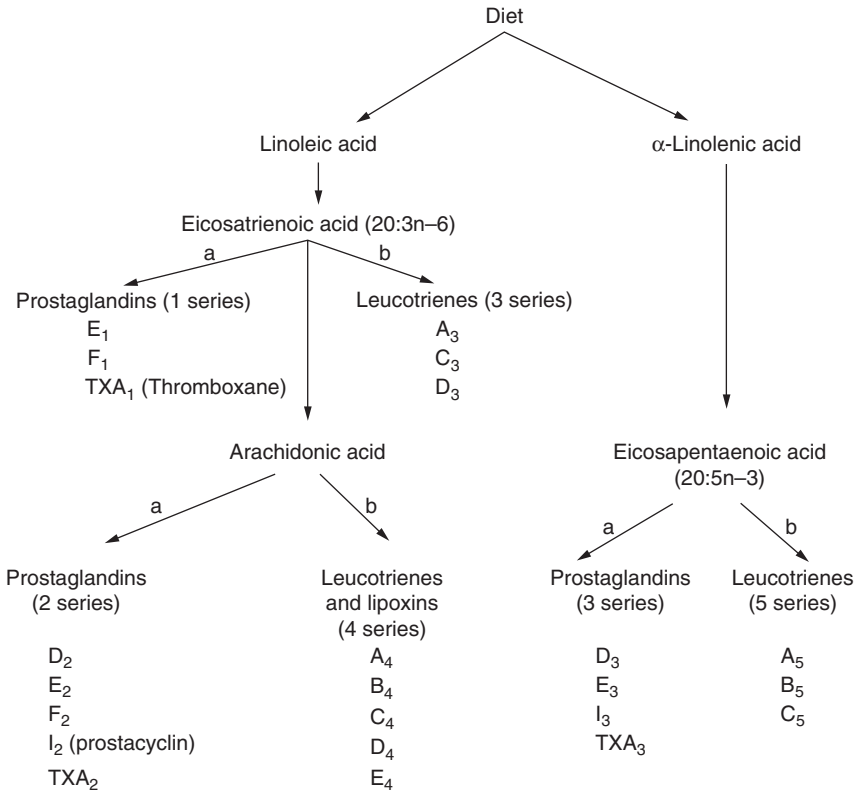 Diet
Linoleic acid
α-Linolenic acid
Eicosatrienoic acid (20:3n–6)
a
b
Prostaglandins (1 series)
E₁
F₁
TXA₁ (Thromboxane)
Leucotrienes (3 series)
A₃
C₃
D₃
Arachidonic acid
a
b
Prostaglandins
(2 series)
D₂
E₂
F₂
I₂ (prostacyclin)
TXA₂
Leucotrienes
and lipoxins
(4 series)
A₄
B₄
C₄
D₄
E₄
Eicosapentaenoic acid
(20:5n–3)
a
b
Prostaglandins
(3 series)
D₃
E₃
I₃
TXA₃
Leucotrienes
(5 series)
A₅
B₅
C₅